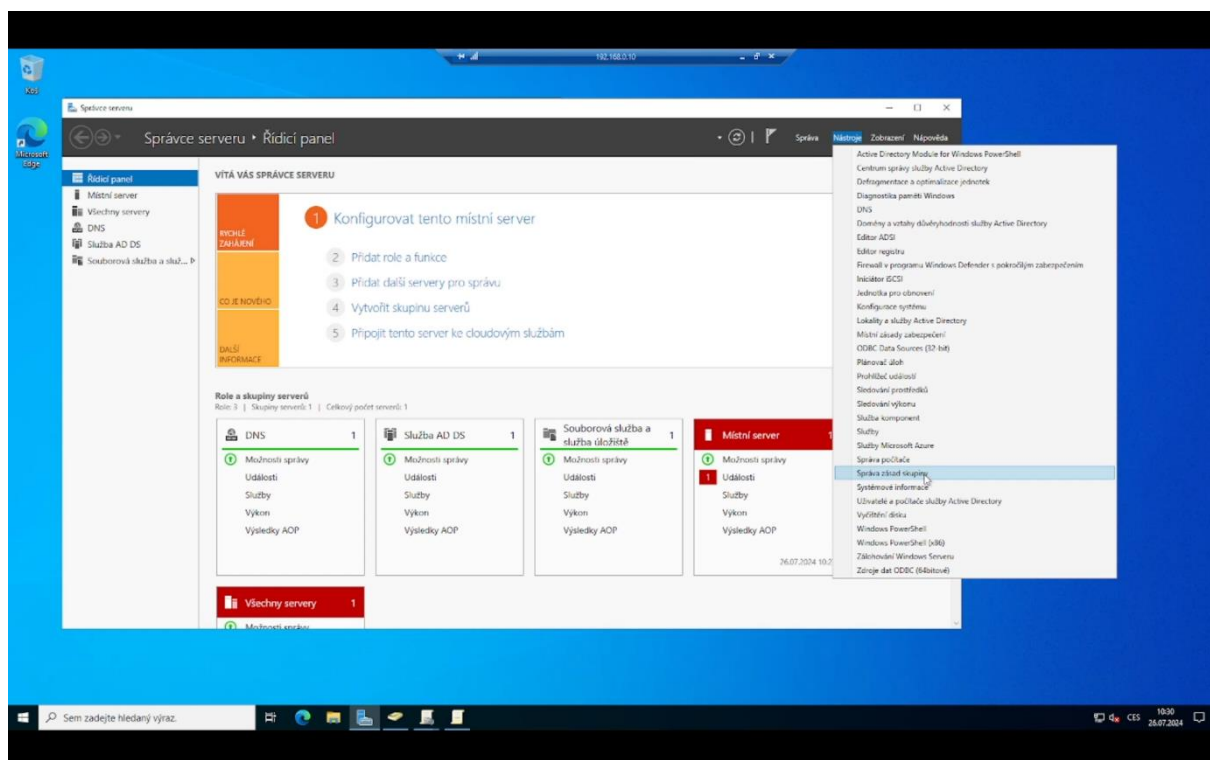 192.168.0.10
Koš
Microsoft
Edge
Správce serveru
Správce serveru • Řídicí panel
Správa
Nástroje
Zobrazení
Nápověda
Řídicí panel
Místní server
Všechny servery
DNS
Služba AD DS
Souborová služba a služ...
VÍTÁ VÁS SPRÁVCE SERVERU
RYCHLÉ
ZAHÁJENÍ
CO JE NOVÉHO
DALŠÍ
INFORMACE
1 Konfigurovat tento místní server
2 Přidat role a funkce
3 Přidat další servery pro správu
4 Vytvořit skupinu serverů
5 Připojit tento server ke cloudovým službám
Role a skupiny serverů
Role: 3 | Skupiny serverů: 1 | Celkový počet serverů: 1
DNS 1
Možnosti správy
Události
Služby
Výkon
Výsledky AOP
Služba AD DS 1
Možnosti správy
Události
Služby
Výkon
Výsledky AOP
Souborová služba a
služba úložiště 1
Možnosti správy
Události
Služby
Výkon
Výsledky AOP
Místní server 1
Možnosti správy
1 Události
Služby
Výkon
Výsledky AOP
26.07.2024 10:2
Všechny servery 1
Možnosti správy
Active Directory Module for Windows PowerShell
Centrum správy služby Active Directory
Defragmentace a optimalizace jednotek
Diagnostika paměti Windows
DNS
Domény a vztahy důvěryhodnosti služby Active Directory
Editor ADSI
Editor registru
Firewall v programu Windows Defender s pokročilým zabezpečením
Iniciátor iSCSI
Jednotka pro obnovení
Konfigurace systému
Lokality a služby Active Directory
Místní zásady zabezpečení
ODBC Data Sources (32-bit)
Plánovač úloh
Prohlížeč událostí
Sledování prostředků
Sledování výkonu
Služba komponent
Služby
Služby Microsoft Azure
Správa počítače
Správa zásad skupiny
Systémové informace
Uživatelé a počítače služby Active Directory
Vyčištění disku
Windows PowerShell
Windows PowerShell (x86)
Zálohování Windows Serveru
Zdroje dat ODBC (64bitové)
Sem zadejte hledaný výraz.
CES
10:30
26.07.2024